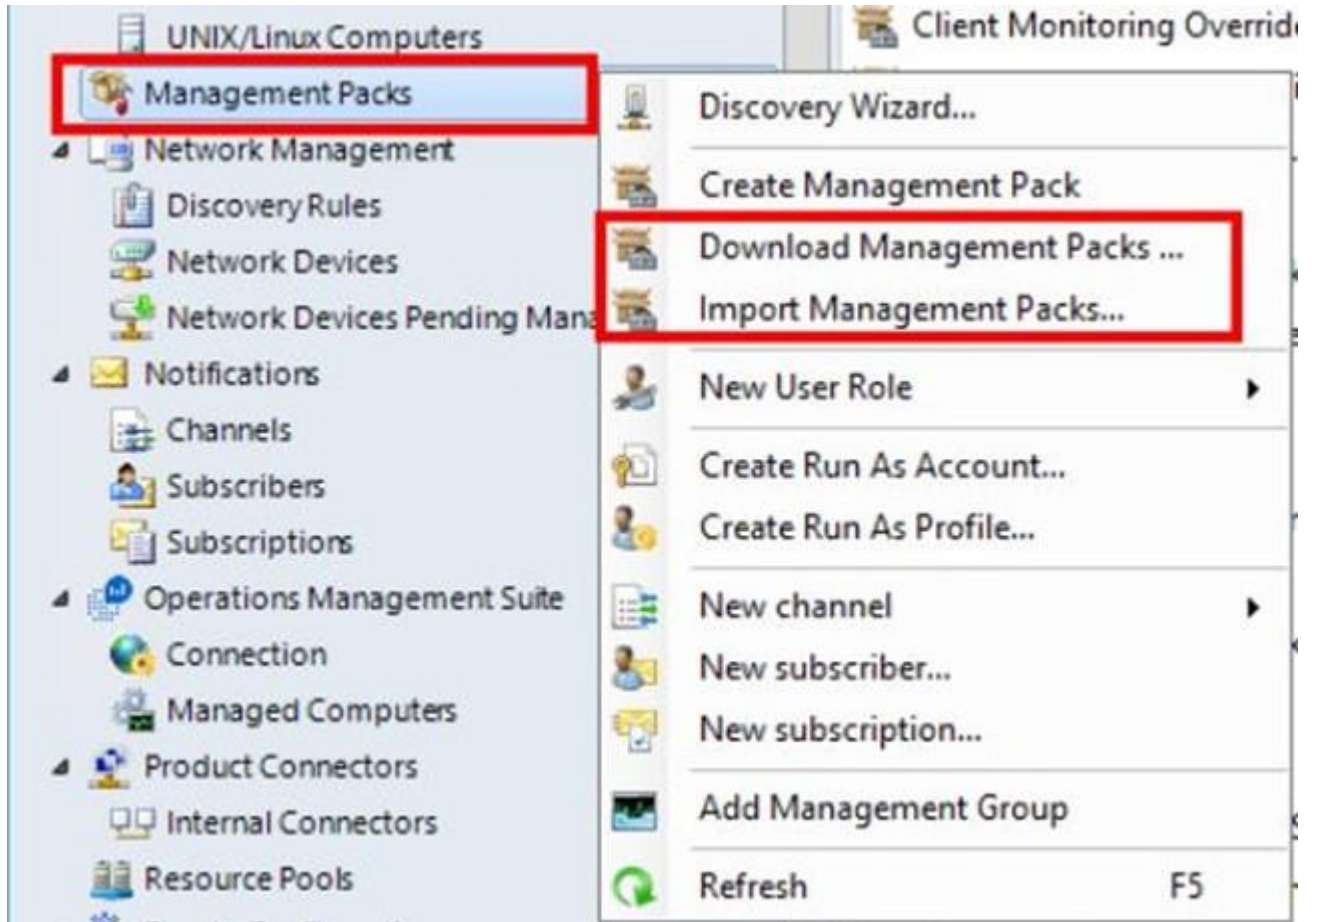 UNIX/Linux Computers
Management Packs
Network Management
Discovery Rules
Network Devices
Network Devices Pending Mana
Notifications
Channels
Subscribers
Subscriptions
Operations Management Suite
Connection
Managed Computers
Product Connectors
Internal Connectors
Resource Pools
Client Monitoring Overrid
Discovery Wizard...
Create Management Pack
Download Management Packs ...
Import Management Packs...
New User Role
Create Run As Account...
Create Run As Profile...
New channel
New subscriber...
New subscription...
Add Management Group
Refresh F5